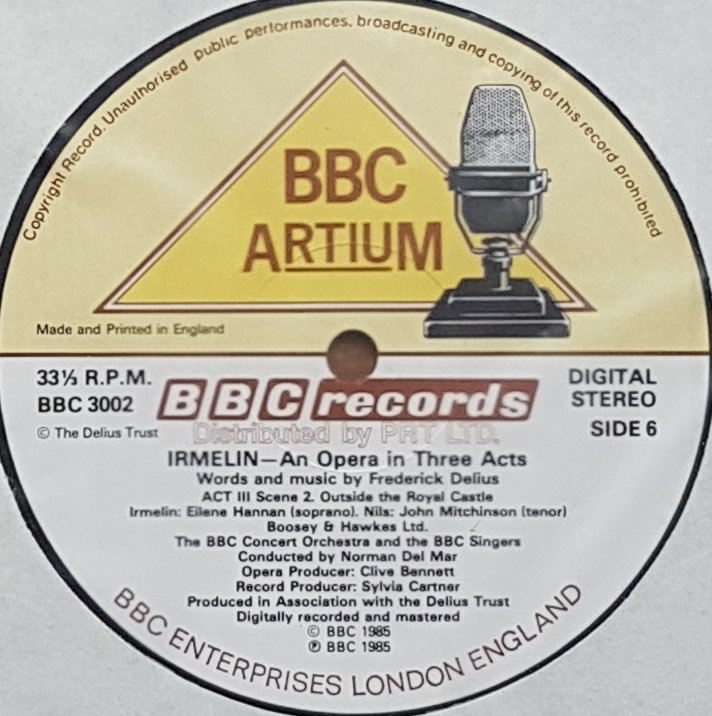 Copyright Record. Unauthorised public performances, broadcasting and copying of this record prohibited
BBC
ARTIUM
Made and Printed in England
33⅓ R.P.M.
BBC 3002
© The Delius Trust
BBC records
DIGITAL
STEREO
SIDE 6
Distributed by PRT LTD.
IRMELIN—An Opera in Three Acts
Words and music by Frederick Delius
ACT III Scene 2. Outside the Royal Castle
Irmelin: Eilene Hannan (soprano). Nils: John Mitchinson (tenor)
Boosey & Hawkes Ltd.
The BBC Concert Orchestra and the BBC Singers
Conducted by Norman Del Mar
Opera Producer: Clive Bennett
Record Producer: Sylvia Cartner
Produced in Association with the Delius Trust
Digitally recorded and mastered
© BBC 1985
℗ BBC 1985
BBC ENTERPRISES LONDON ENGLAND